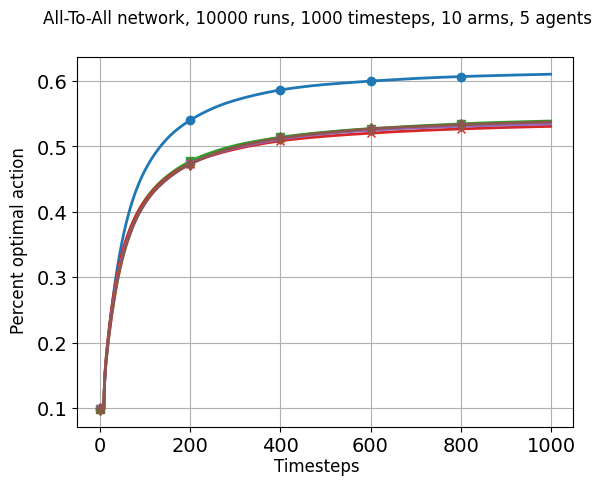 All-To-All network, 10000 runs, 1000 timesteps, 10 arms, 5 agents
0.6
0.5
0.4
0.3
0.2
0.1
Percent optimal action
0 200 400 600 800 1000
Timesteps